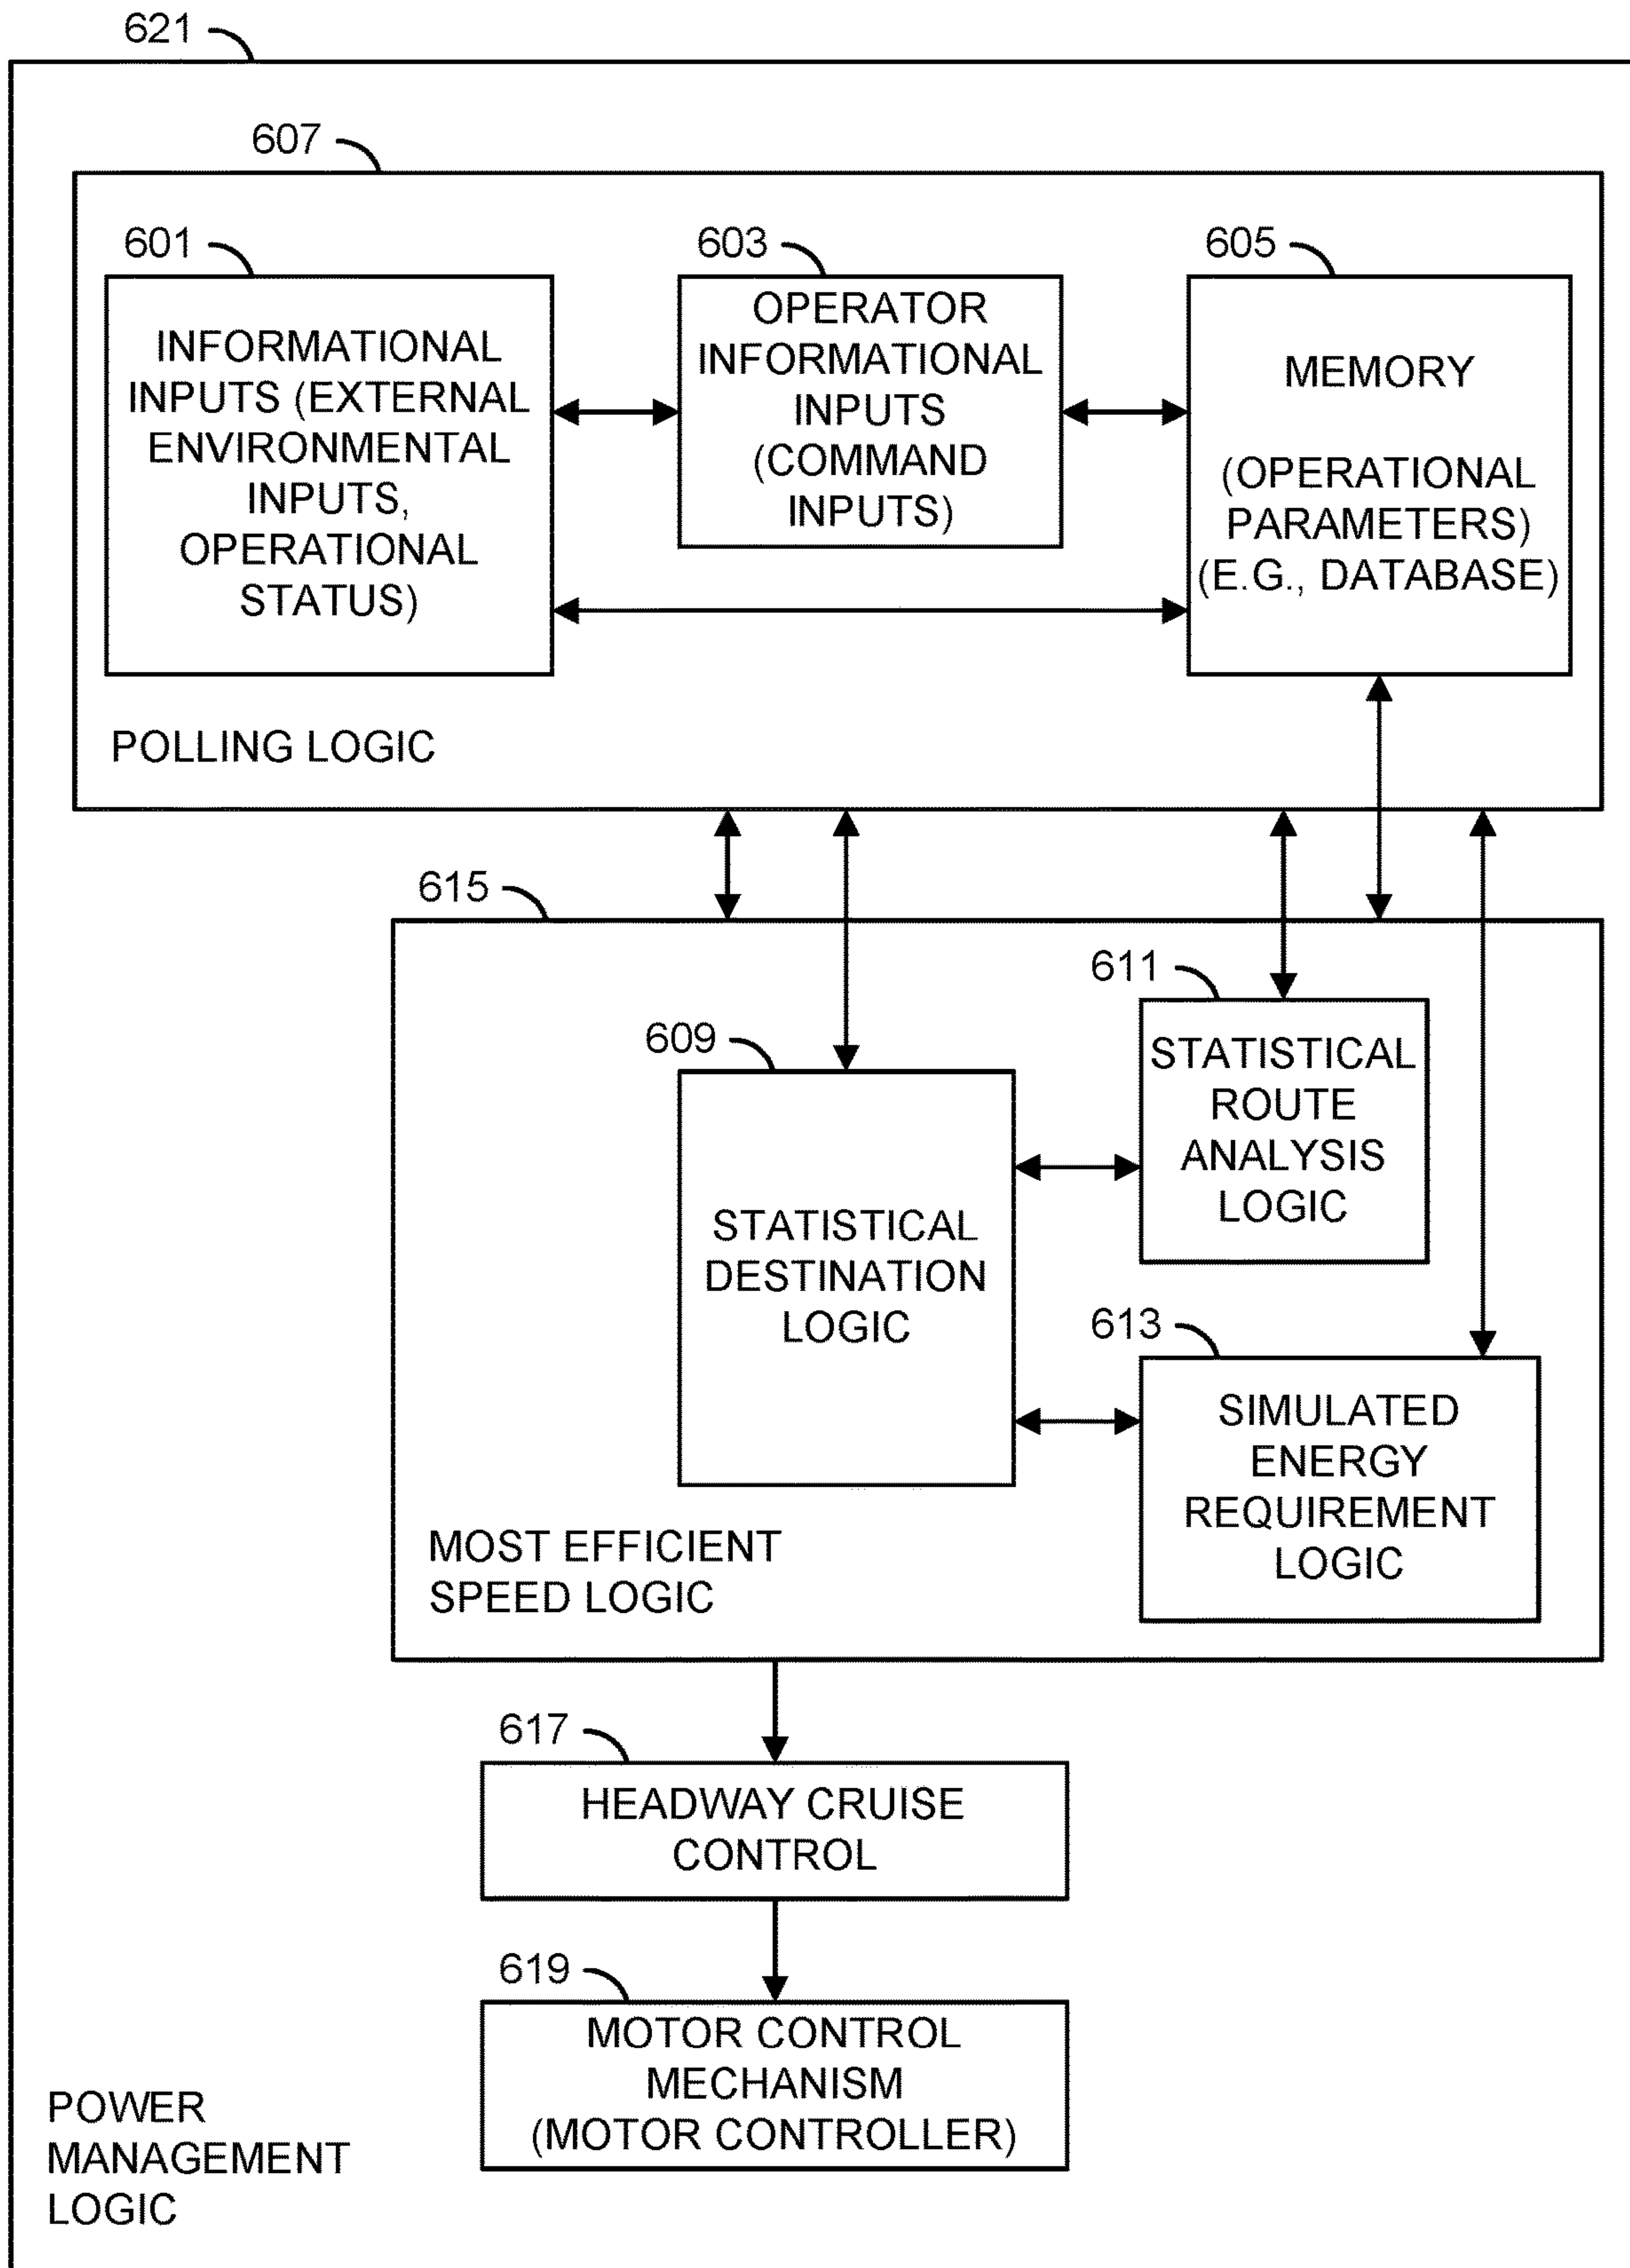 621
607
601
603
605
INFORMATIONAL
INPUTS (EXTERNAL
ENVIRONMENTAL
INPUTS,
OPERATIONAL
STATUS)
OPERATOR
INFORMATIONAL
INPUTS
(COMMAND
INPUTS)
MEMORY
(OPERATIONAL
PARAMETERS)
(E.G., DATABASE)
POLLING LOGIC
615
611
609
STATISTICAL
ROUTE
ANALYSIS
LOGIC
STATISTICAL
DESTINATION
LOGIC
613
SIMULATED
ENERGY
REQUIREMENT
LOGIC
MOST EFFICIENT
SPEED LOGIC
617
HEADWAY CRUISE
CONTROL
619
MOTOR CONTROL
MECHANISM
(MOTOR CONTROLLER)
POWER
MANAGEMENT
LOGIC